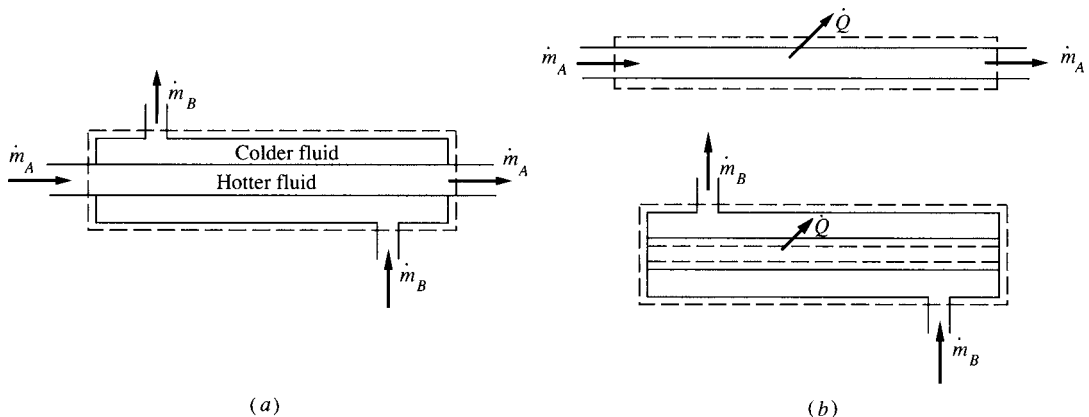 ṁ_B
Colder fluid
ṁ_A
ṁ_A
Hotter fluid
ṁ_B
(a)
Q̇
ṁ_A
ṁ_A
ṁ_B
Q̇
ṁ_B
(b)